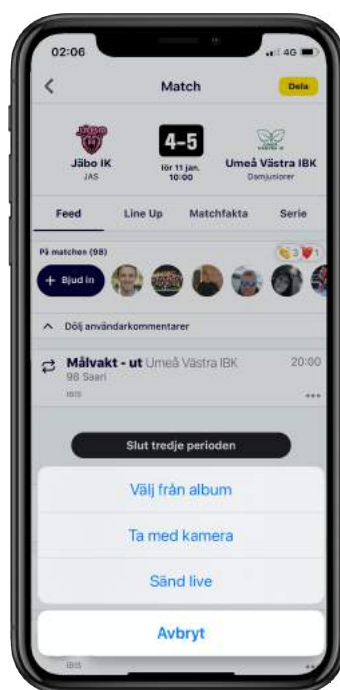 02:06
4G
Match
Dela
4-5
Jäbo IK
JAS
lör 11 jan.
10:00
Umeå Västra IBK
Damjuniorer
Feed
Line Up
Matchfakta
Serie
På matchen (98)
3
1
+ Bjud in
Dölj användarkommentarer
Målvakt - ut Umeå Västra IBK
20:00
98 Saari
IBIS
Slut tredje perioden
Välj från album
Ta med kamera
Sänd live
Avbryt
IBIS